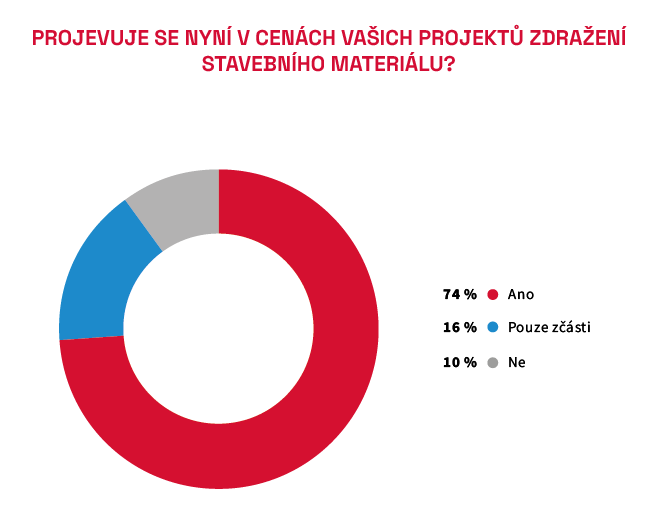 PROJEVUJE SE NYNÍ V CENÁCH VAŠICH PROJEKTŮ ZDRAŽENÍ
STAVEBNÍHO MATERIÁLU?
74 % Ano
16 % Pouze zčásti
10 % Ne